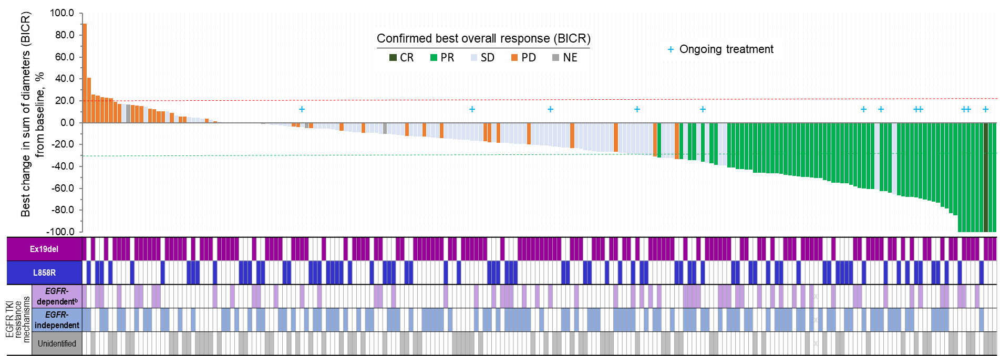 Best change in sum of diameters (BICR)
from baseline, %
100.0
80.0
60.0
40.0
20.0
0.0
-20.0
-40.0
-60.0
-80.0
-100.0
Confirmed best overall response (BICR)
CR PR SD PD NE
+ Ongoing treatment
+ + + + + + + ++ ++ +
Ex19del
L858R
EGFR TKI
resistance
mechanisms
EGFR-
dependentᵇ
x
EGFR-
independent
x
Unidentified
x